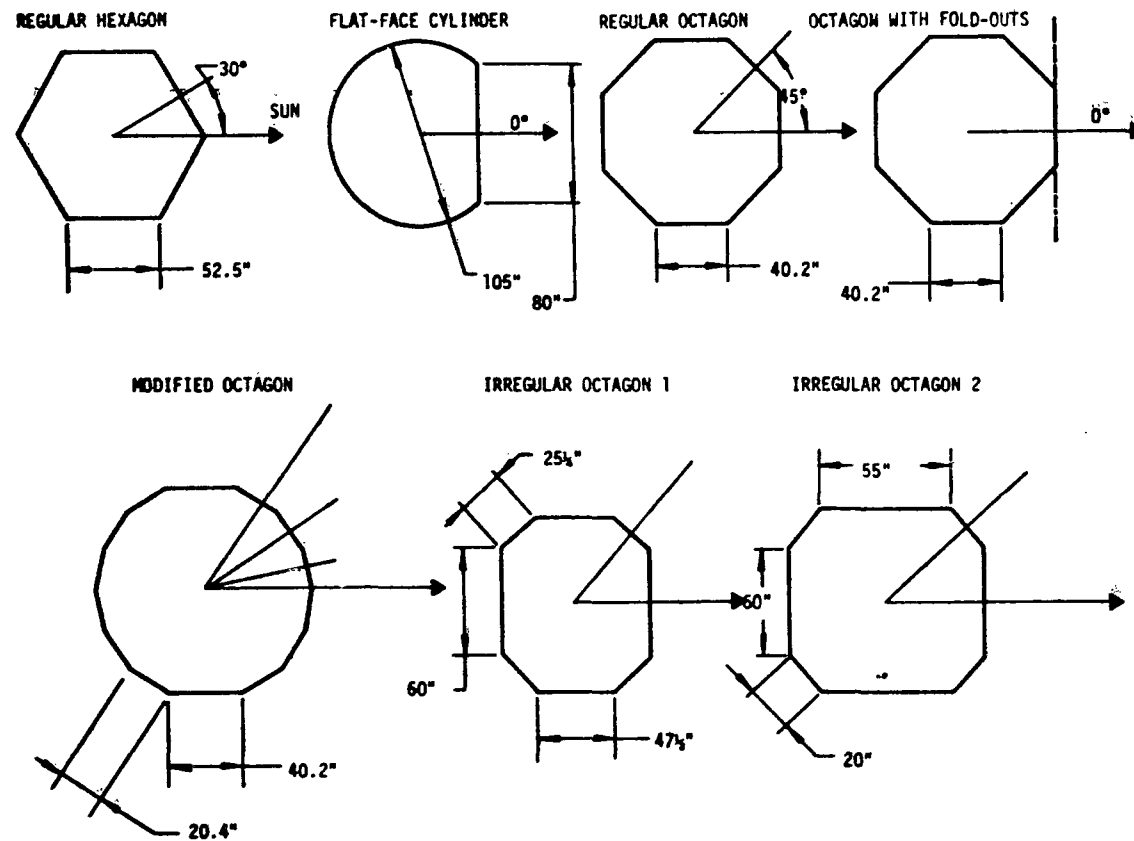 REGULAR HEXAGON
30°
SUN
52.5"
FLAT-FACE CYLINDER
0°
105"
80"
REGULAR OCTAGON
45°
40.2"
OCTAGON WITH FOLD-OUTS
0°
40.2"
MODIFIED OCTAGON
40.2"
20.4"
IRREGULAR OCTAGON 1
25½"
60"
47½"
IRREGULAR OCTAGON 2
55"
60"
20"